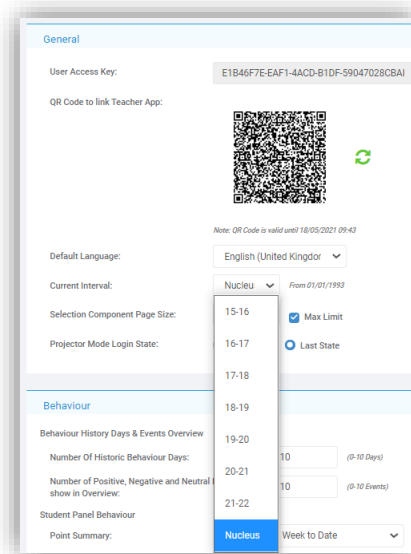 General
User Access Key: E1B46F7E-EAF1-4ACD-B1DF-59047028CBAI
QR Code to link Teacher App:
Note: QR Code is valid until 18/05/2021 09:43
Default Language: English (United Kingdor
Current Interval: Nucleu From 01/01/1993
Selection Component Page Size: Max Limit
15-16
Projector Mode Login State: Last State
16-17
17-18
18-19
19-20
20-21
21-22
Nucleus
Behaviour
Behaviour History Days & Events Overview
Number Of Historic Behaviour Days: 10 (0-10 Days)
Number of Positive, Negative and Neutral
show in Overview: 10 (0-10 Events)
Student Panel Behaviour
Point Summary: Week to Date